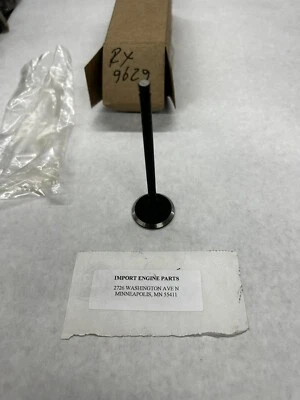 RX
9629
IMPORT ENGINE PARTS
2726 WASHINGTON AVE N
MINNEAPOLIS, MN 55411